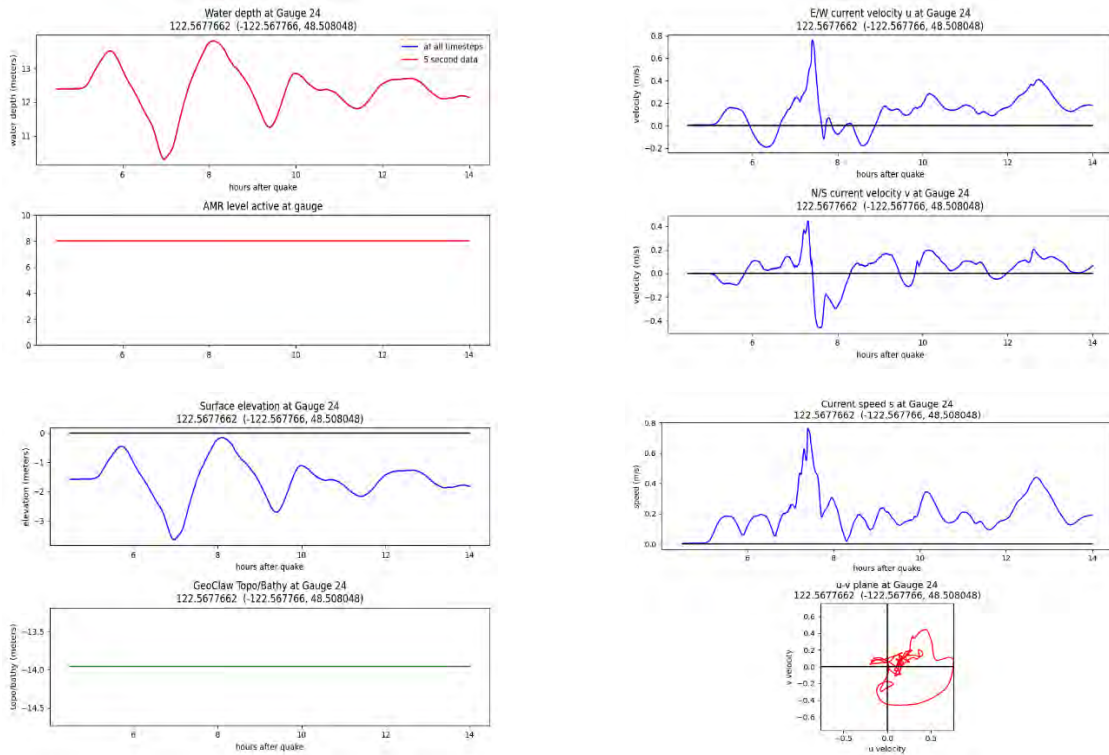 Water depth at Gauge 24
122.5677662 (-122.567766, 48.508048)
at all timesteps
5 second data
13
12
11
water depth (meters)
6 8 10 12 14
hours after quake
AMR level active at gauge
10
8
6
4
2
0
6 8 10 12 14
hours after quake
Surface elevation at Gauge 24
122.5677662 (-122.567766, 48.508048)
0
−1
−2
−3
elevation (meters)
6 8 10 12 14
hours after quake
GeoClaw Topo/Bathy at Gauge 24
122.5677662 (-122.567766, 48.508048)
−13.5
−14.0
−14.5
topo/bathy (meters)
6 8 10 12 14
hours after quake
E/W current velocity u at Gauge 24
122.5677662 (-122.567766, 48.508048)
0.8
0.6
0.4
0.2
0.0
−0.2
velocity (m/s)
6 8 10 12 14
hours after quake
N/S current velocity v at Gauge 24
122.5677662 (-122.567766, 48.508048)
0.4
0.2
0.0
−0.2
−0.4
velocity (m/s)
6 8 10 12 14
hours after quake
Current speed s at Gauge 24
122.5677662 (-122.567766, 48.508048)
0.8
0.6
0.4
0.2
0.0
speed (m/s)
6 8 10 12 14
hours after quake
u-v plane at Gauge 24
122.5677662 (-122.567766, 48.508048)
0.6
0.4
0.2
0.0
−0.2
−0.4
−0.6
v velocity
−0.5 0.0 0.5
u velocity